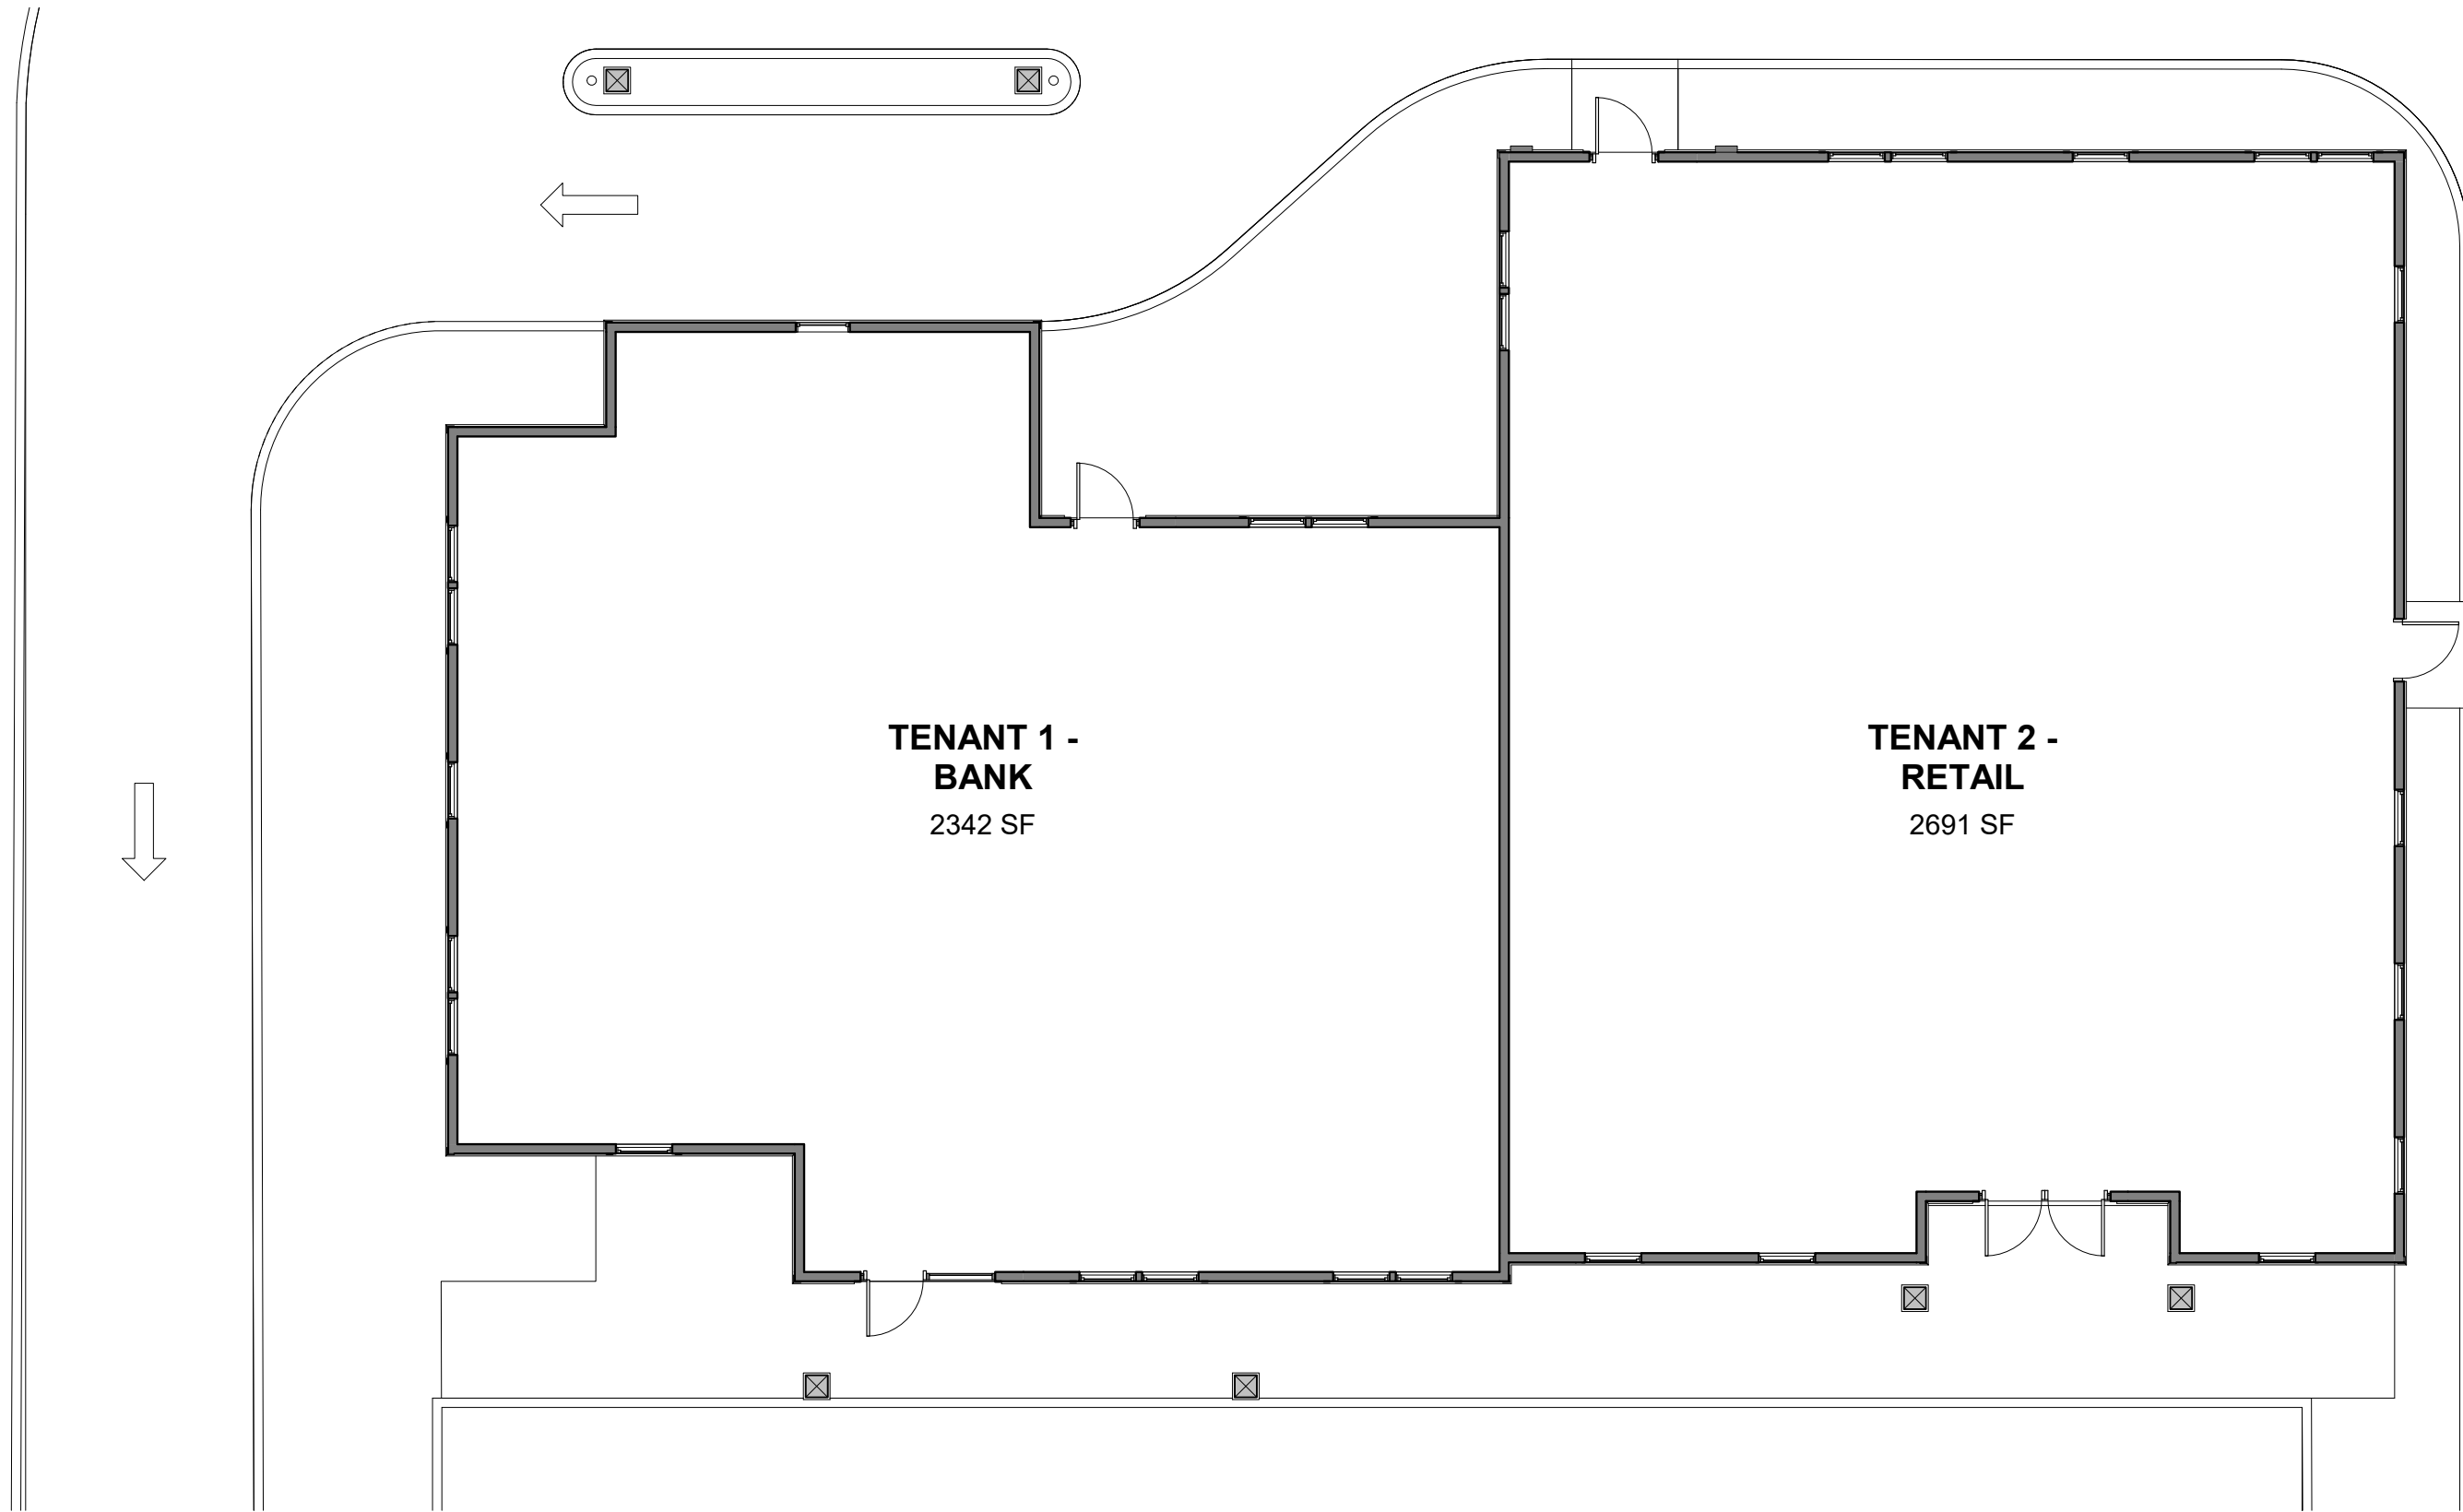 TENANT 1 -
BANK
2342 SF
TENANT 2 -
RETAIL
2691 SF